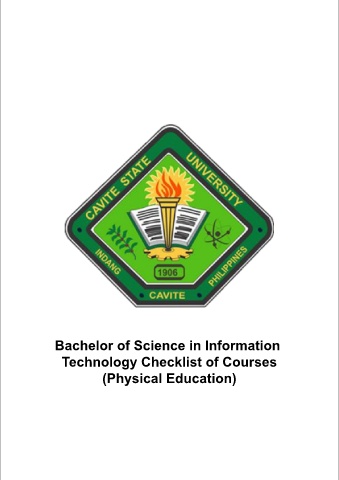 CAVITE STATE UNIVERSITY
INDANG
1906
PHILIPPINES
CAVITE
Bachelor of Science in Information
Technology Checklist of Courses
(Physical Education)